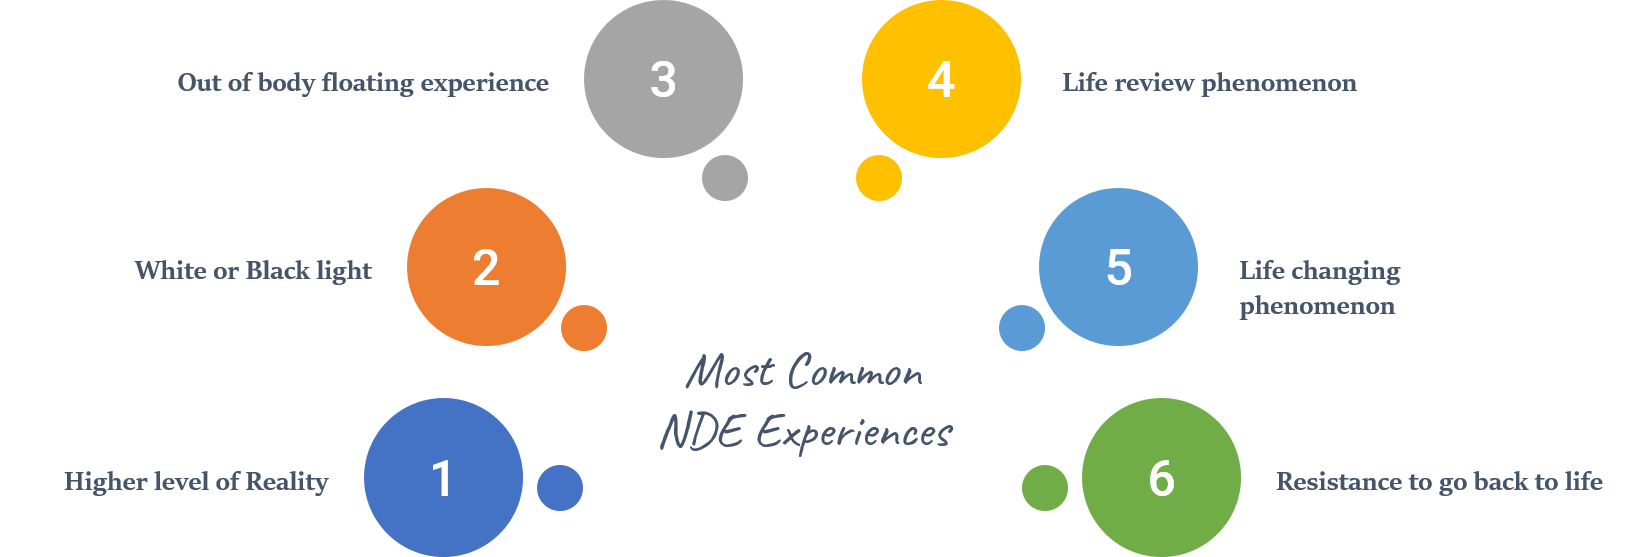 3
Out of body floating experience
4
Life review phenomenon
2
White or Black light
5
Life changing
phenomenon
Most Common
NDE Experiences
1
Higher level of Reality
6
Resistance to go back to life